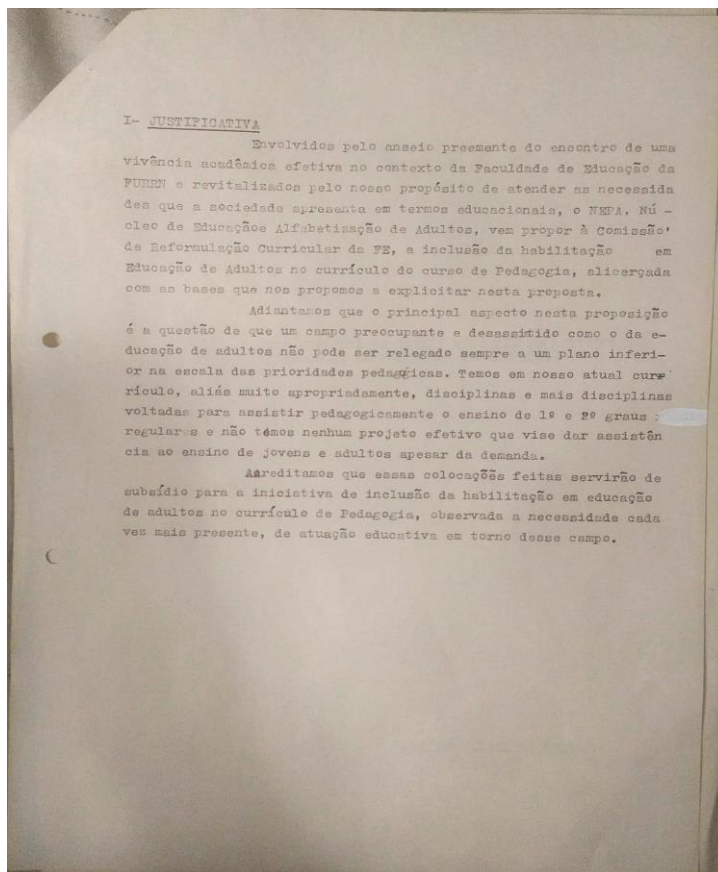 I- JUSTIFICATIVA
Envolvidos pelo anseio preemente do encontro de uma
vivência acadêmica efetiva no contexto da Faculdade de Educação da
FURRN e revitalizados pelo nosso propósito de atender as necessida
des que a sociedade apresenta em termos educacionais, o NEPA, Nú -
cleo de Educaçãoe Alfabetização de Adultos, vem propor à Comissão'
de Reformulação Curricular da FE, a inclusão da habilitação em
Educação de Adultos no currículo do curso de Pedagogia, alicerçada
com as bases que nos propomos a explicitar nesta proposta.
Adiantamos que o principal aspecto nesta proposição
é a questão de que um campo preocupante e desassitido como o da e-
ducação de adultos não pode ser relegado sempre a um plano inferi-
or na escala das prioridades pedagógicas. Temos em nosso atual cur
rículo, aliás muito apropriadamente, disciplinas e mais disciplinas
voltadas para assistir pedagogicamente o ensino de 1º e 2º graus
regulares e não temos nenhum projeto efetivo que vise dar assistên
cia ao ensino de jovens e adultos apesar da demanda.
Acreditamos que essas colocações feitas servirão de
subsídio para a iniciativa de inclusão da habilitação em educação
de adultos no currículo de Pedagogia, observada a necessidade cada
vez mais presente, de atuação educativa em torno desse campo.